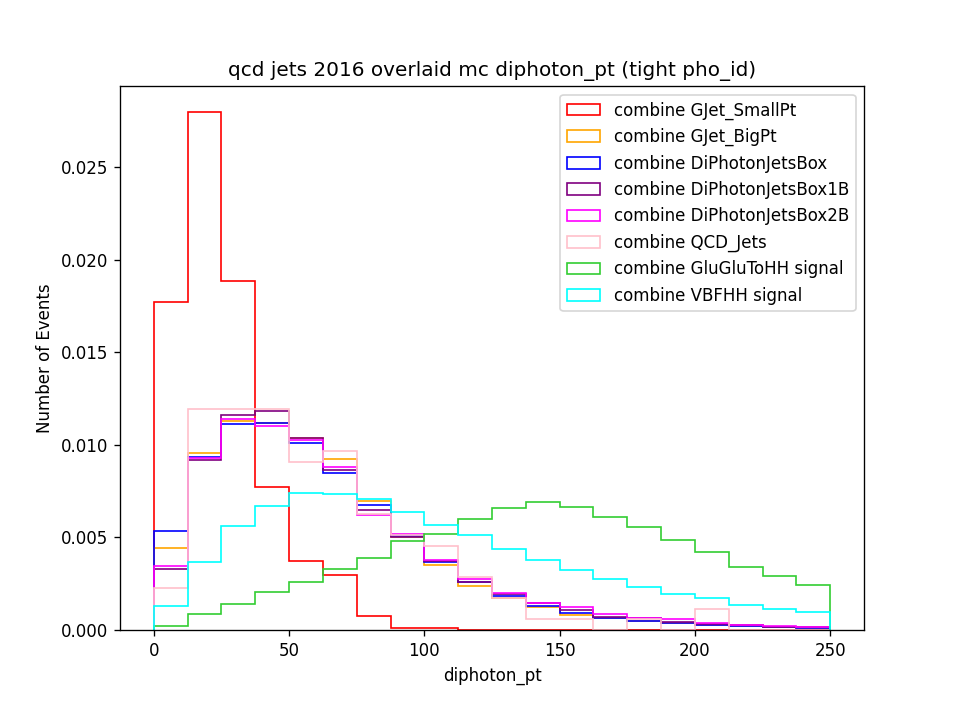 qcd jets 2016 overlaid mc diphoton_pt (tight pho_id)
combine GJet_SmallPt
combine GJet_BigPt
combine DiPhotonJetsBox
combine DiPhotonJetsBox1B
combine DiPhotonJetsBox2B
combine QCD_Jets
combine GluGluToHH signal
combine VBFHH signal
Number of Events
0.025
0.020
0.015
0.010
0.005
0.000
0 50 100 150 200 250
diphoton_pt